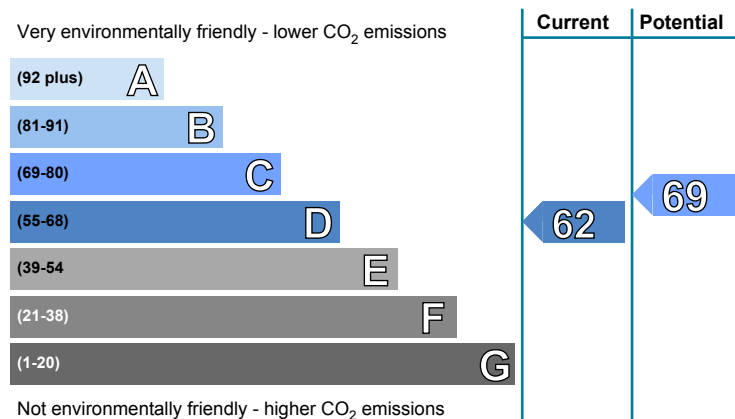 Very environmentally friendly - lower CO₂ emissions
Current
Potential
(92 plus) A
(81-91) B
(69-80) C
(55-68) D
(39-54 E
(21-38) F
(1-20) G
62
69
Not environmentally friendly - higher CO₂ emissions